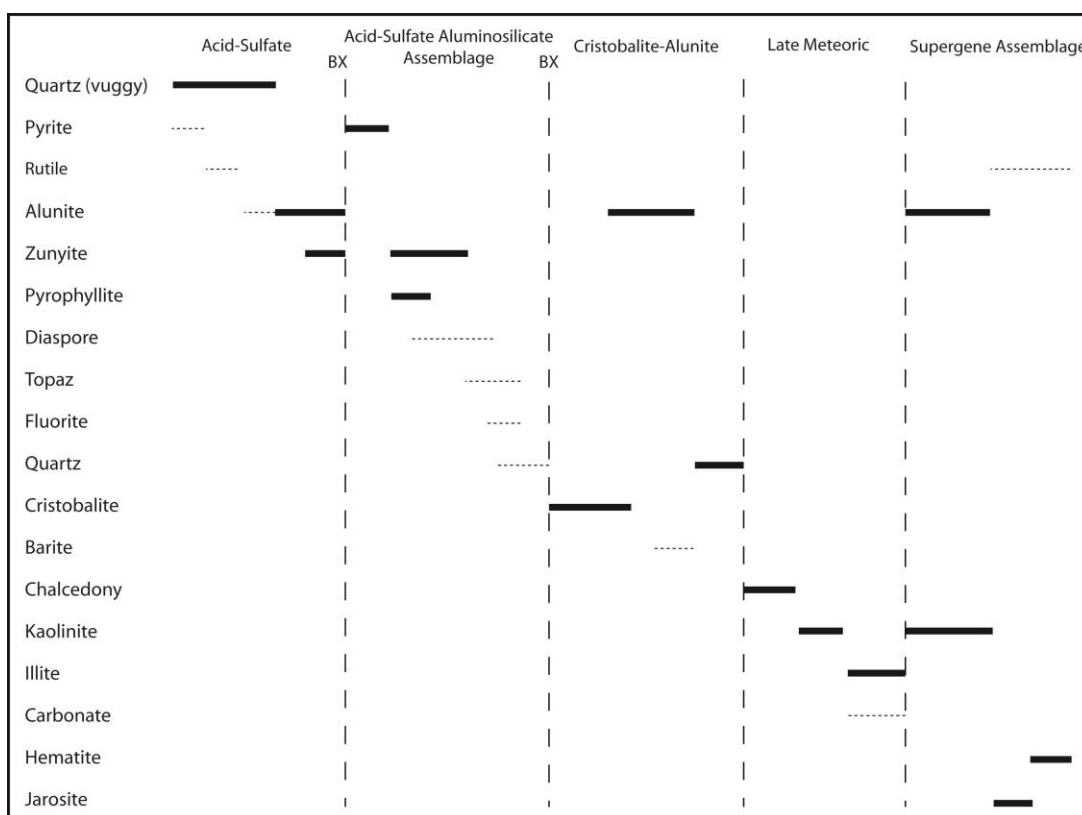 Acid-Sulfate
Acid-Sulfate Aluminosilicate
Assemblage
Cristobalite-Alunite
Late Meteoric
Supergene Assemblage
BX
BX
Quartz (vuggy)
Pyrite
Rutile
Alunite
Zunyite
Pyrophyllite
Diaspore
Topaz
Fluorite
Quartz
Cristobalite
Barite
Chalcedony
Kaolinite
Illite
Carbonate
Hematite
Jarosite